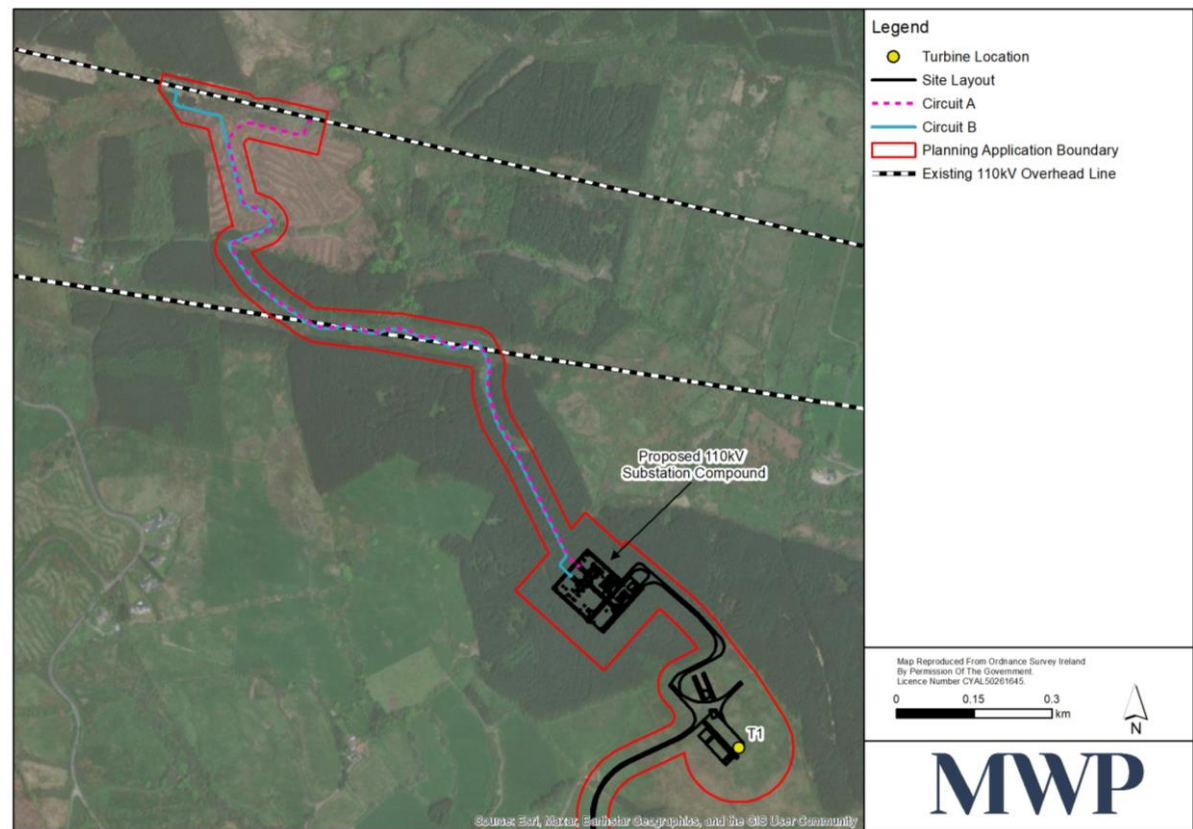 Legend
Turbine Location
Site Layout
Circuit A
Circuit B
Planning Application Boundary
Existing 110kV Overhead Line
Proposed 110kV
Substation Compound
T1
Source: Esri, Maxar, Earthstar Geographics, and the GIS User Community
Map Reproduced From Ordnance Survey Ireland
By Permission Of The Government.
Licence Number CYAL50261645.
0 0.15 0.3
km
N
MWP